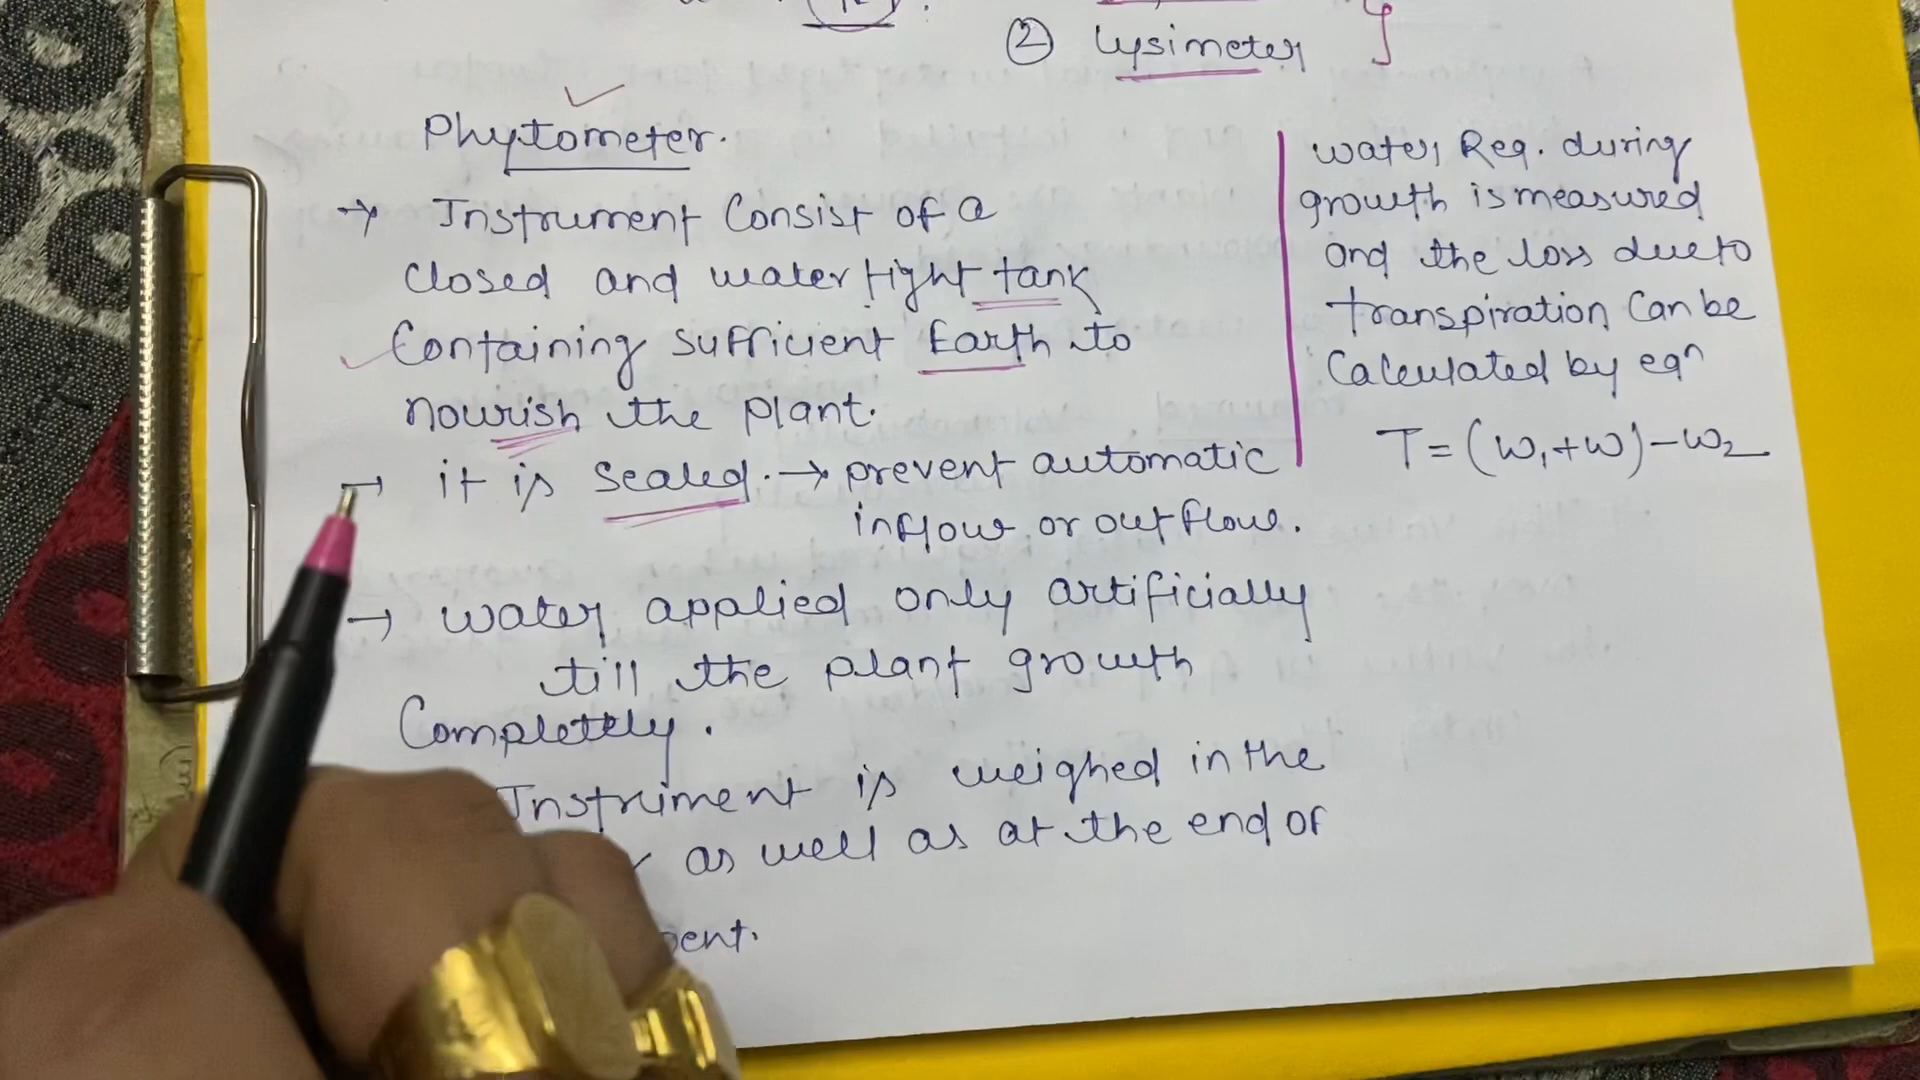 ② Lysimeter
Phytometer.
→ Instrument Consist of a
closed and water tight tank
Containing sufficient Earth to
nourish the plant.
→ it is sealed. → prevent automatic
inflow or out flow.
→ water applied only artificially
till the plant growth
Completely.
Instriment is weighed in the
as well as at the end of
water Req. during
growth is measured
and the loss due to
transpiration Can be
Calculated by eqⁿ
T = (w₁+w) - w₂